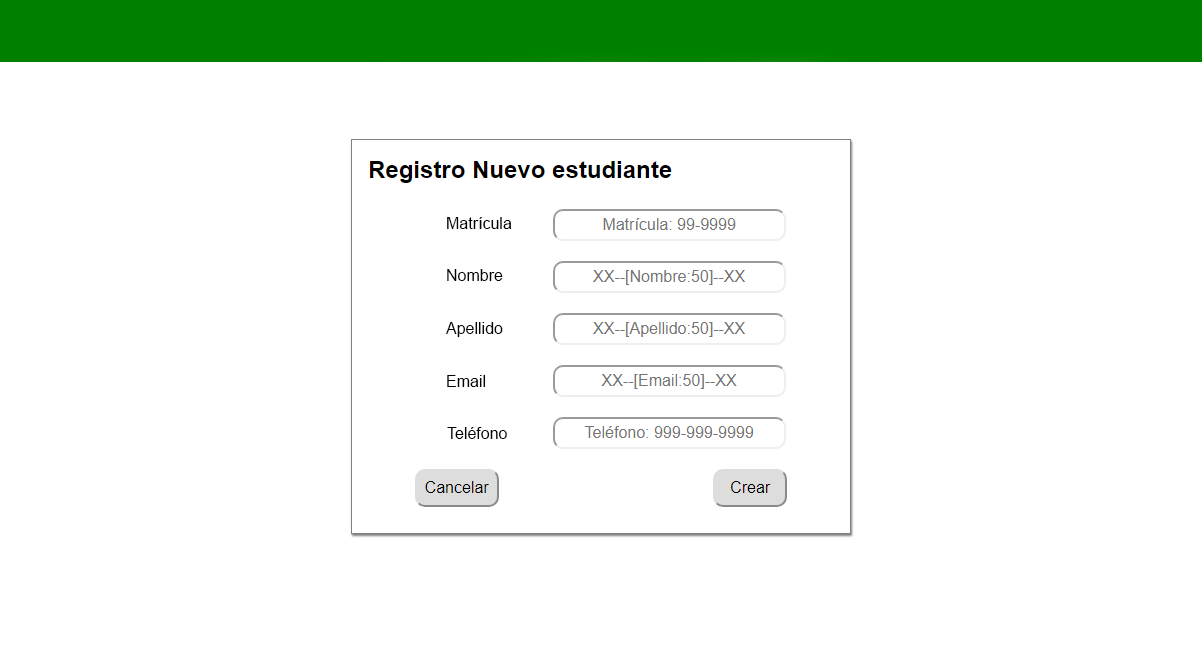 Registro Nuevo estudiante
Matrícula Matrícula: 99-9999
Nombre XX--[Nombre:50]--XX
Apellido XX--[Apellido:50]--XX
Email XX--[Email:50]--XX
Teléfono Teléfono: 999-999-9999
Cancelar Crear